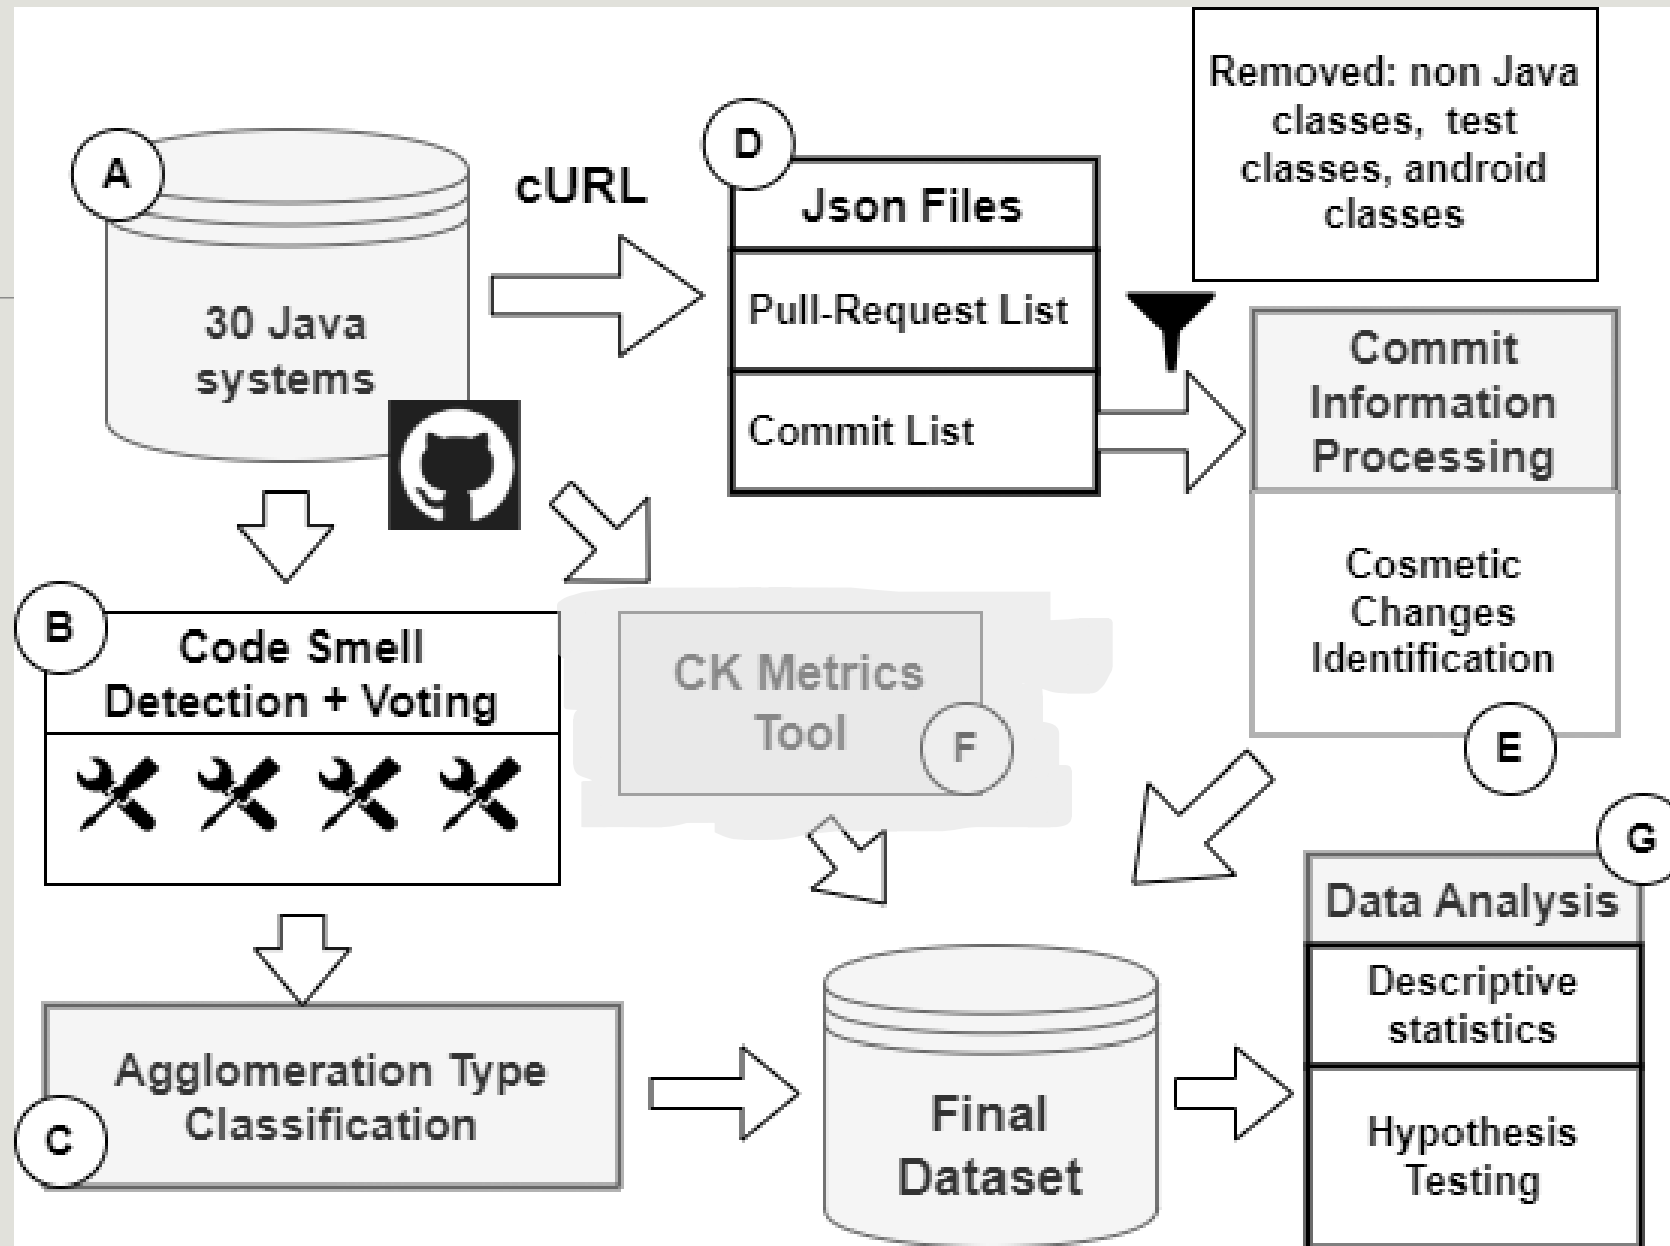 A
30 Java
systems
cURL
D
Json Files
Pull-Request List
Commit List
Removed: non Java
classes, test
classes, android
classes
Commit
Information
Processing
Cosmetic
Changes
Identification
E
B
Code Smell
Detection + Voting
CK Metrics
Tool
F
C
Agglomeration Type
Classification
Final
Dataset
G
Data Analysis
Descriptive
statistics
Hypothesis
Testing